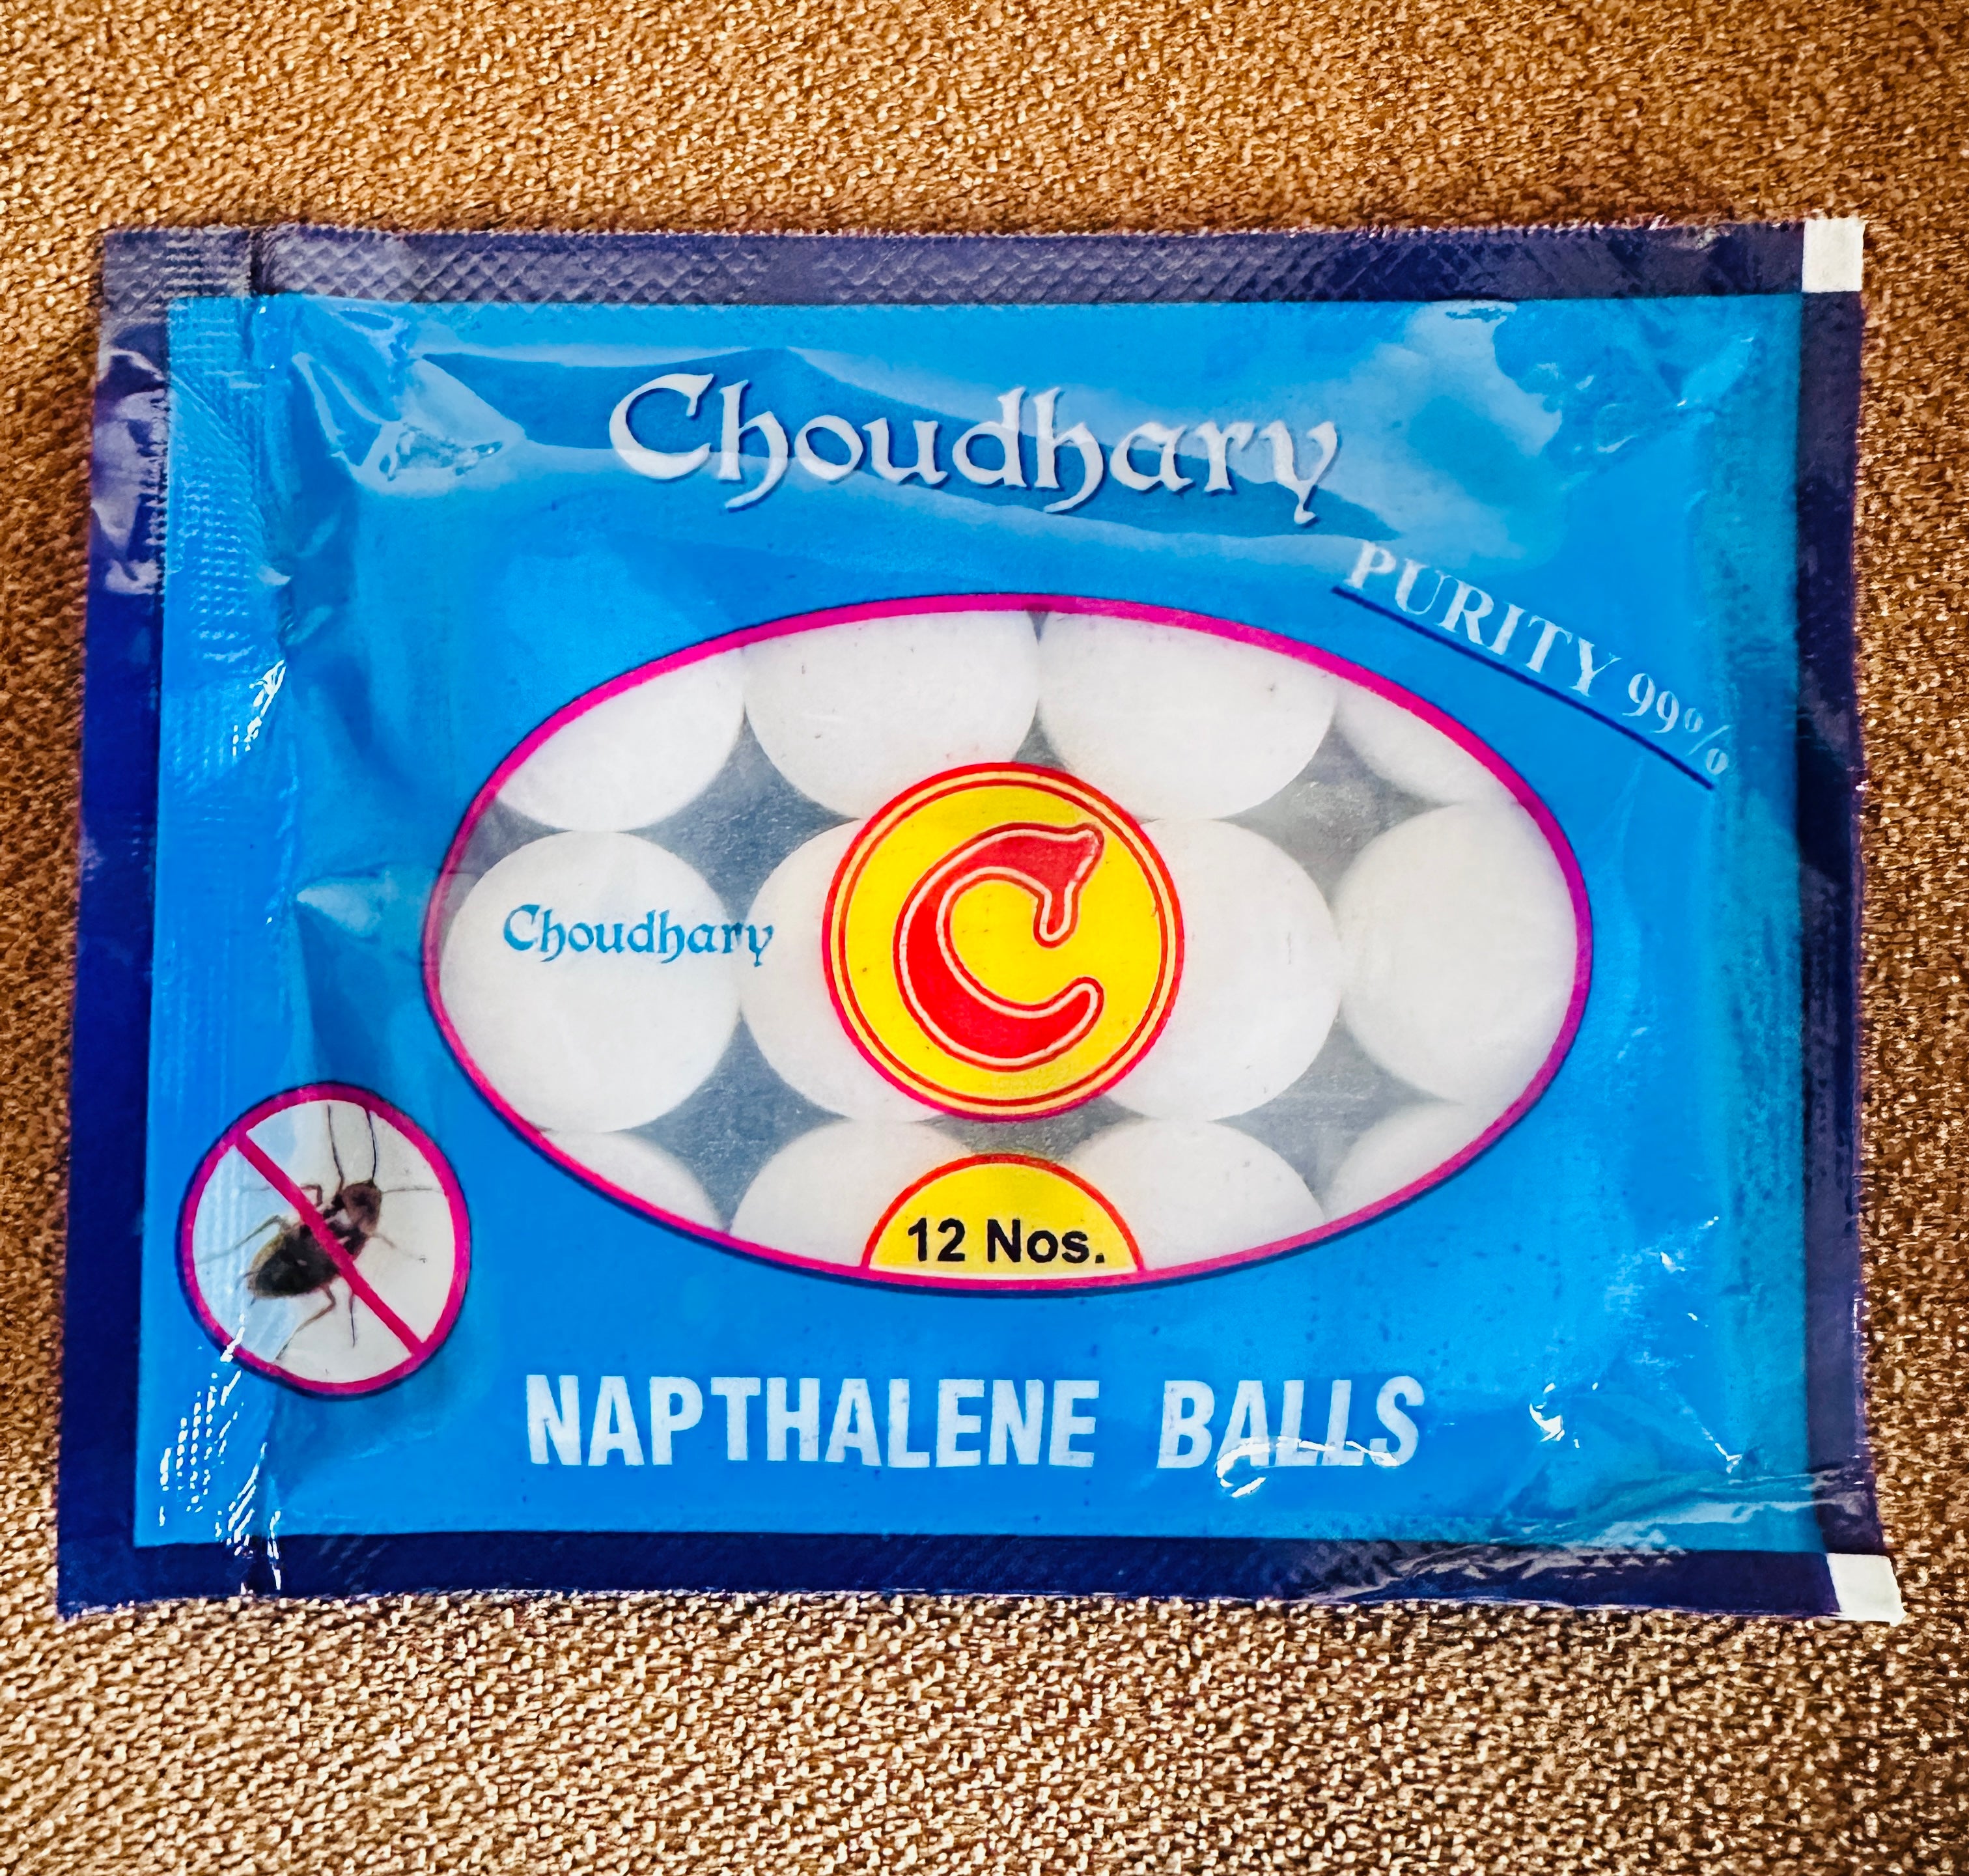 Choudhary
PURITY 99%
Choudhary
C
12 Nos.
NAPTHALENE BALLS